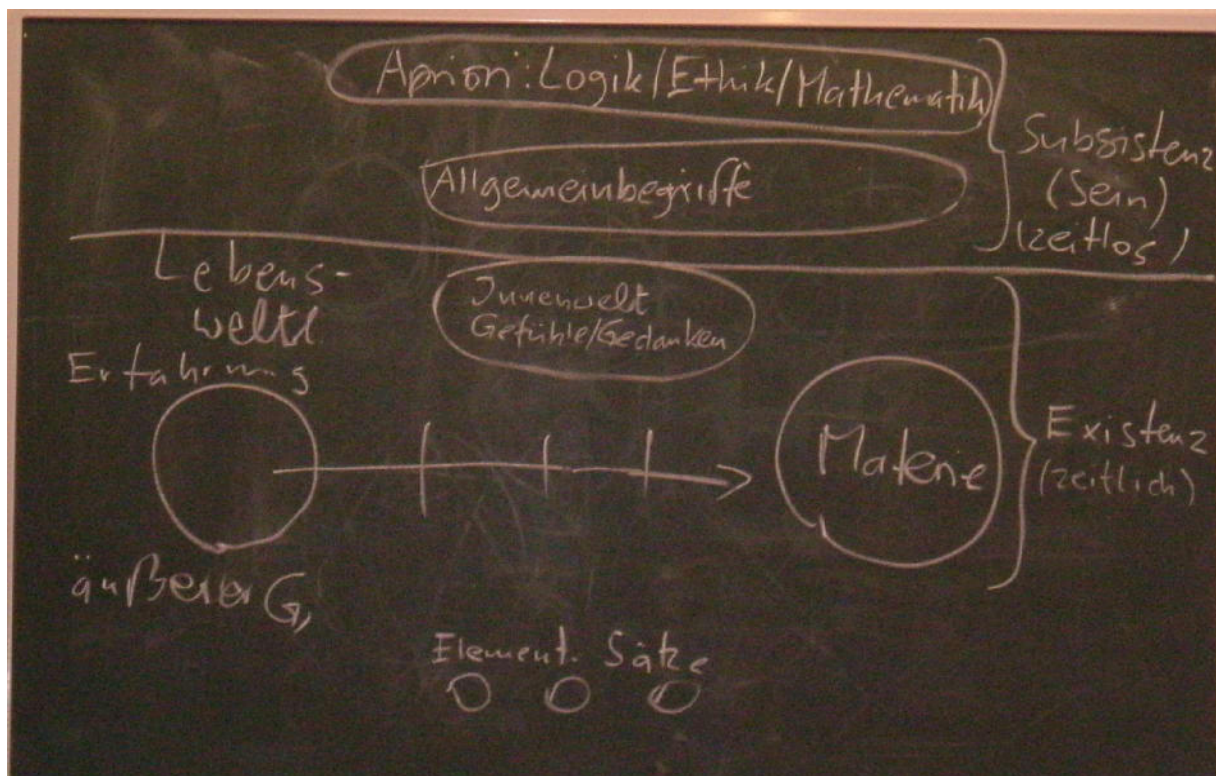 Apriori: Logik/Ethik/Mathematik
Allgemeinbegriffe
Subsistenz
(Sein)
(zeitlos)
Lebens-
weltl
Erfahrung
Innenwelt
Gefühle/Gedanken
Materie
Existenz
(zeitlich)
äußerer G,
Element. Sätze